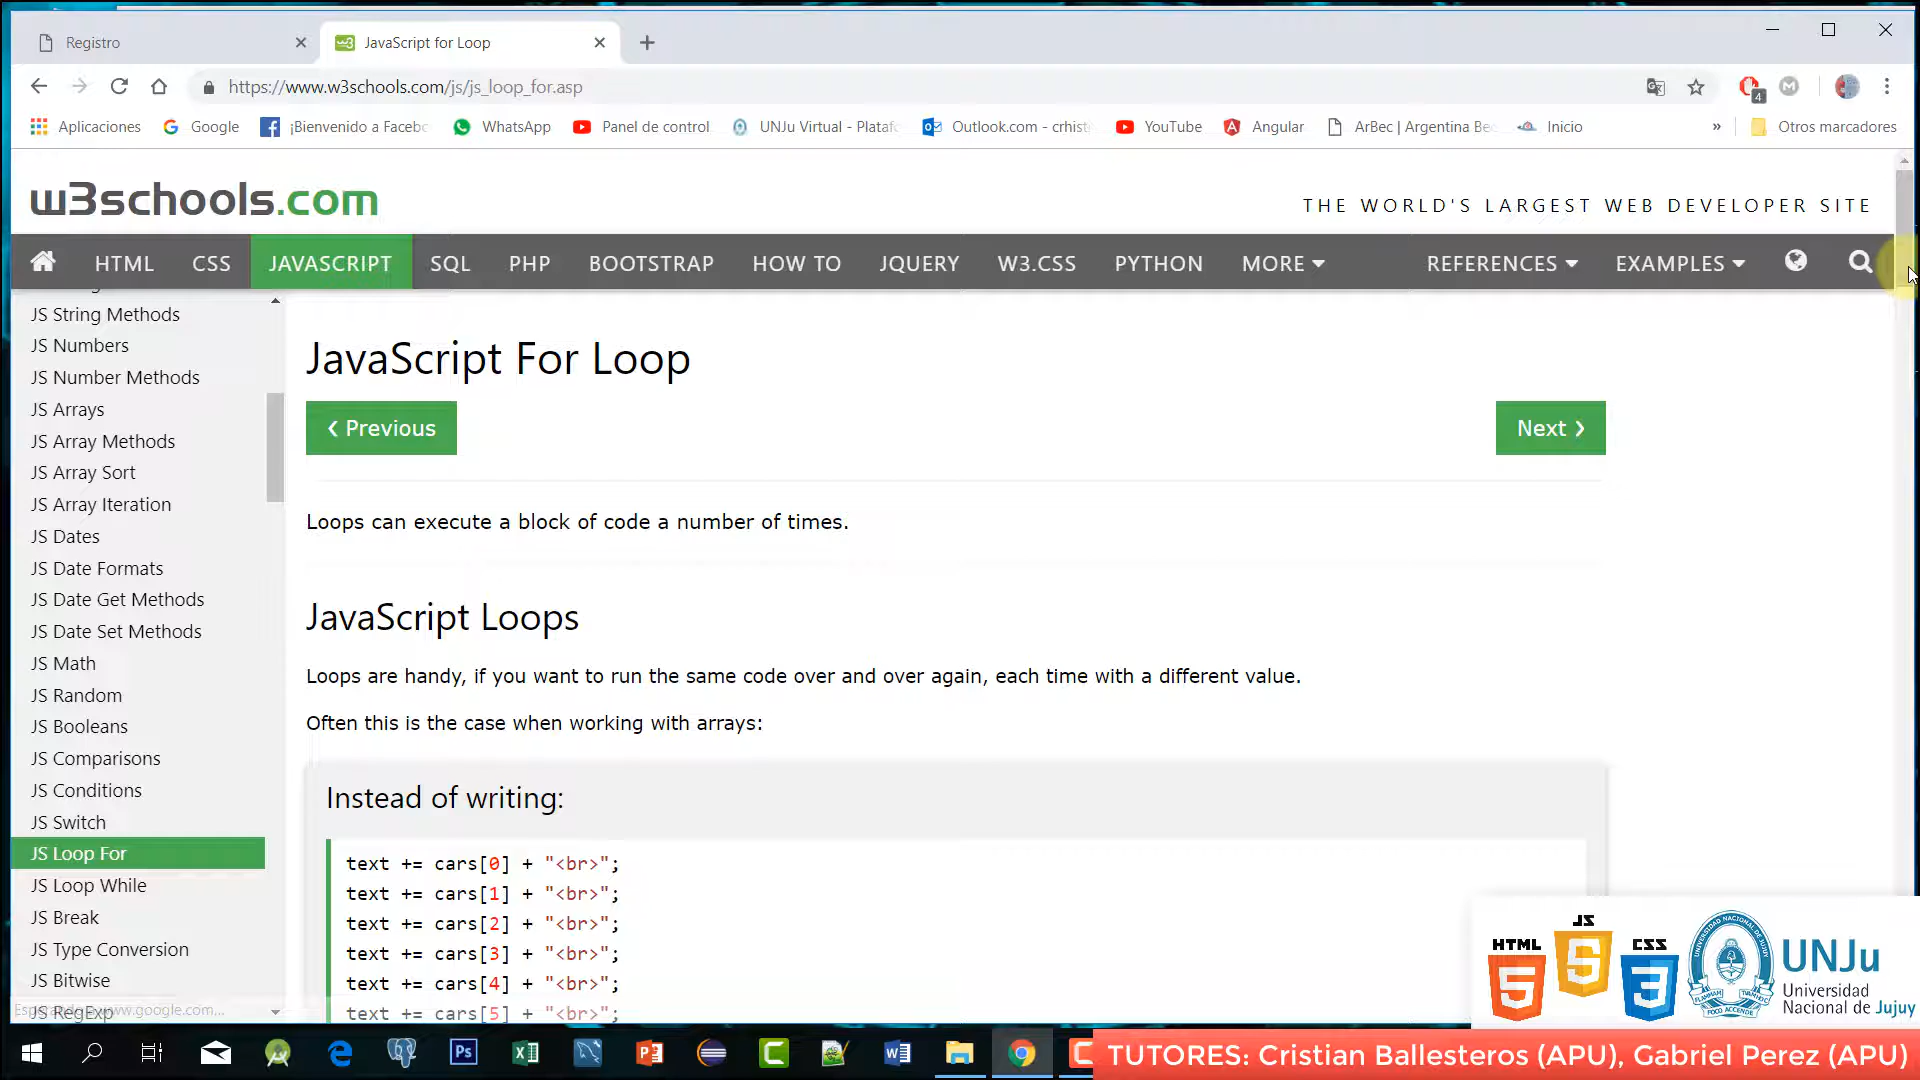 Registro
JavaScript for Loop
https://www.w3schools.com/js/js_loop_for.asp
4
Aplicaciones
Google
¡Bienvenido a Facebo
WhatsApp
Panel de control
UNJu Virtual - Plataf
Outlook.com - crhist
YouTube
Angular
ArBec | Argentina Be
Inicio
»
Otros marcadores
w3schools.com
THE WORLD'S LARGEST WEB DEVELOPER SITE
HTML
CSS
JAVASCRIPT
SQL
PHP
BOOTSTRAP
HOW TO
JQUERY
W3.CSS
PYTHON
MORE
REFERENCES
EXAMPLES
JS String Methods
JS Numbers
JS Number Methods
JS Arrays
JS Array Methods
JS Array Sort
JS Array Iteration
JS Dates
JS Date Formats
JS Date Get Methods
JS Date Set Methods
JS Math
JS Random
JS Booleans
JS Comparisons
JS Conditions
JS Switch
JS Loop For
JS Loop While
JS Break
JS Type Conversion
JS Bitwise
JS RegExp
JavaScript For Loop
❮ Previous
Next ❯
Loops can execute a block of code a number of times.
JavaScript Loops
Loops are handy, if you want to run the same code over and over again, each time with a different value.
Often this is the case when working with arrays:
Instead of writing:
text += cars[0] + "<br>";
text += cars[1] + "<br>";
text += cars[2] + "<br>";
text += cars[3] + "<br>";
text += cars[4] + "<br>";
text += cars[5] + "<br>";
HTML
5
JS
5
CSS
3
UNJu
Universidad
Nacional de Jujuy
TUTORES: Cristian Ballesteros (APU), Gabriel Perez (APU)